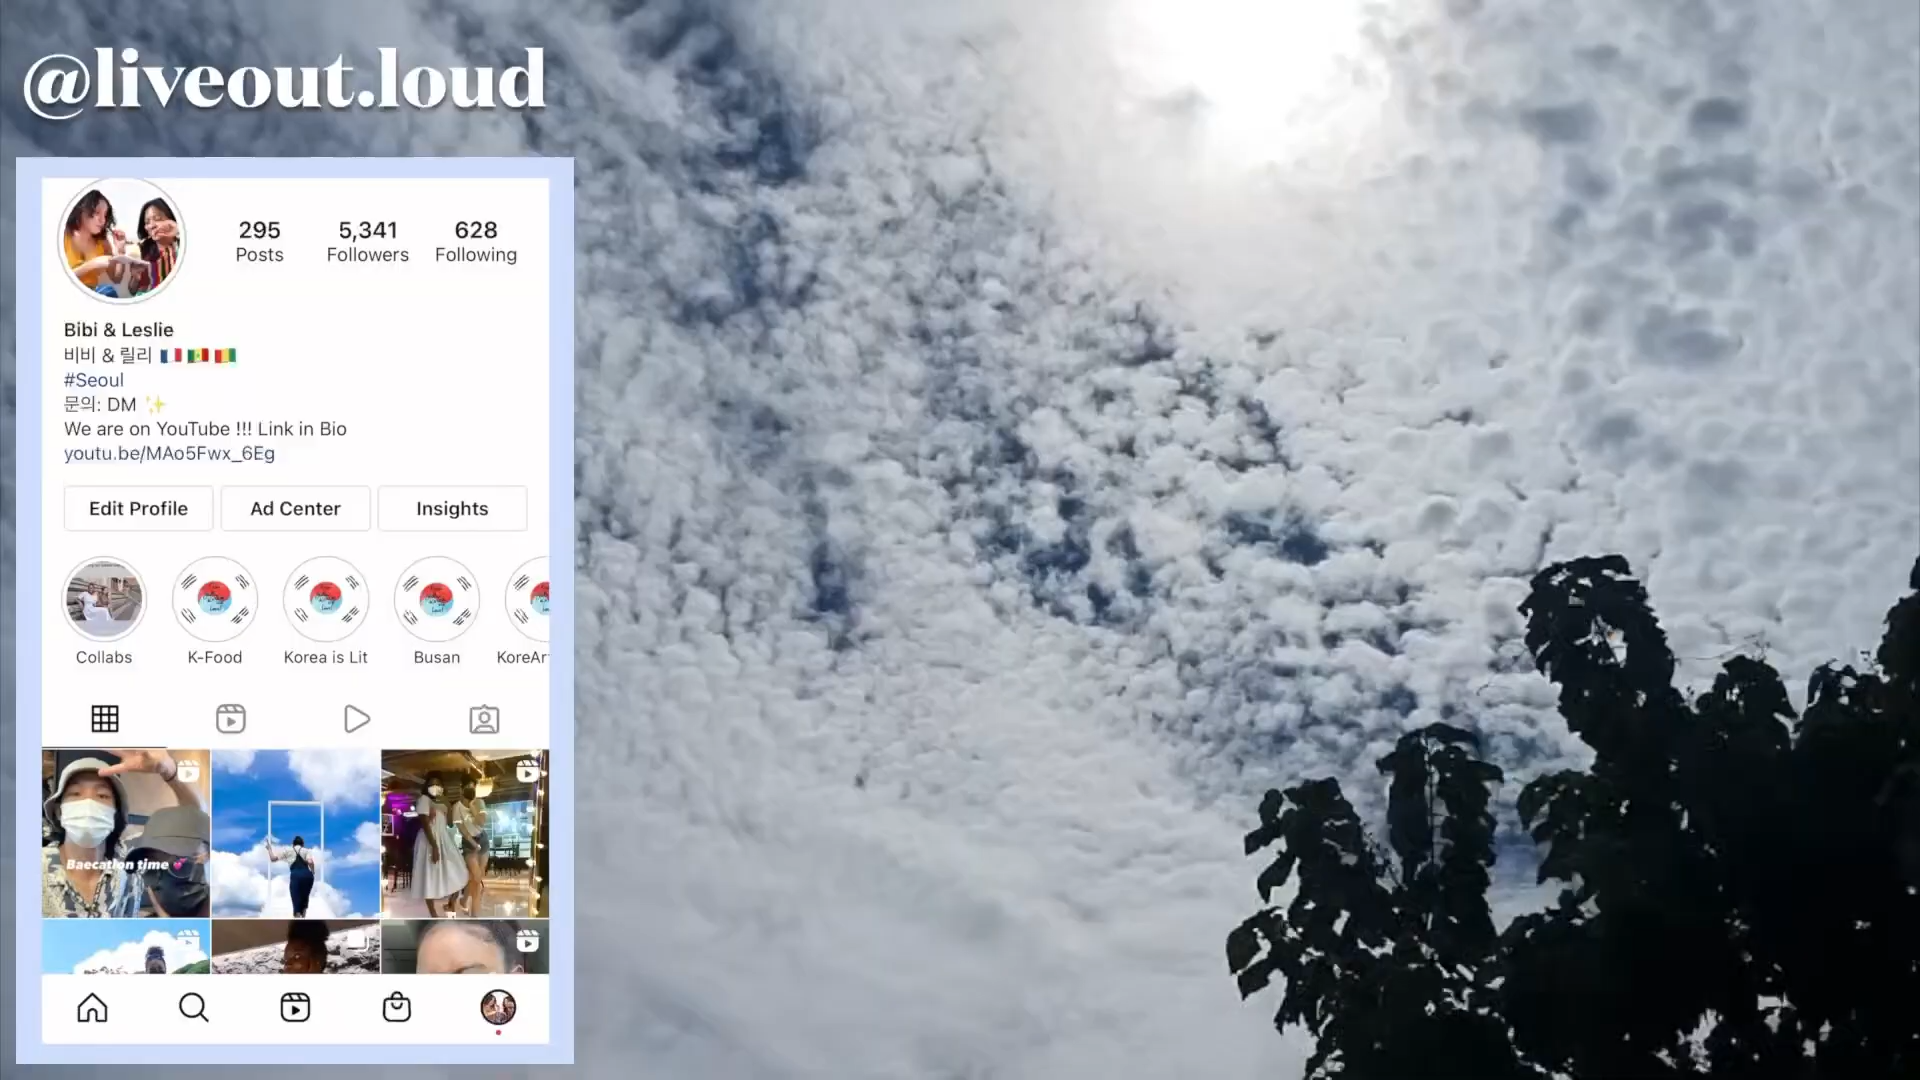 @liveout.loud
295 5,341 628
Posts Followers Following
Bibi & Leslie
비비 & 릴리
#Seoul
문의: DM
We are on YouTube !!! Link in Bio
youtu.be/MAo5Fwx_6Eg
Edit Profile Ad Center Insights
Collabs K-Food Korea is Lit Busan KoreAr
Baecation time